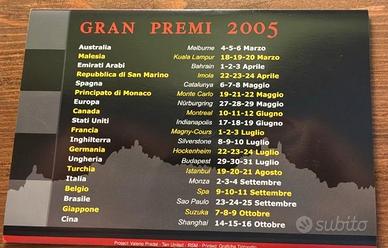 GRAN PREMI 2005
Australia Melburne 4-5-6 Marzo
Malesia Kuala Lampur 18-19-20 Marzo
Emirati Arabi Bahrain 1-2-3 Aprile
Repubblica di San Marino Imola 22-23-24 Aprile
Spagna Catalunya 6-7-8 Maggio
Principato di Monaco Monte Carlo 19-21-22 Maggio
Europa Nürburgring 27-28-29 Maggio
Canada Montreal 10-11-12 Giugno
Stati Uniti Indianapolis 17-18-19 Giugno
Francia Magny-Cours 1-2-3 Luglio
Inghilterra Silverstone 8-9-10 Luglio
Germania Hockenheim 22-23-24 Luglio
Ungheria Budapest 29-30-31 Luglio
Turchia Istanbul 19-20-21 Agosto
Italia Monza 2-3-4 Settembre
Belgio Spa 9-10-11 Settembre
Brasile Sao Paulo 23-24-25 Settembre
Giappone Suzuka 7-8-9 Ottobre
Cina Shanghai 14-15-16 Ottobre
subito